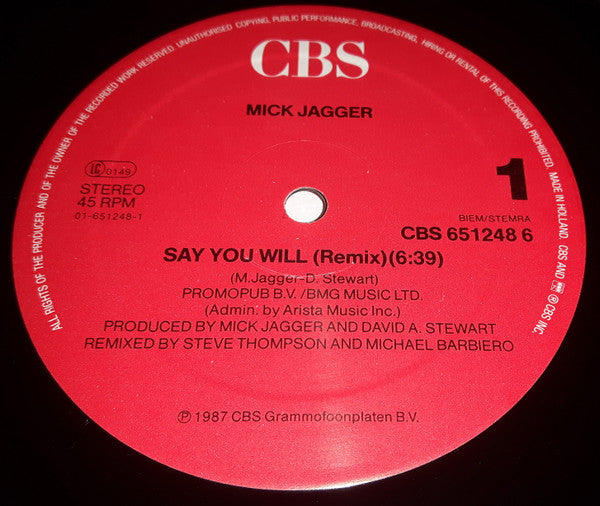 ALL RIGHTS OF THE PRODUCER AND OF THE OWNER OF THE RECORDED WORK RESERVED. UNAUTHORISED COPYING, PUBLIC PERFORMANCE, BROADCASTING, HIRING OR RENTAL OF THIS RECORDING PROHIBITED. MADE IN HOLLAND. CBS AND ® © CBS INC.
CBS
MICK JAGGER
LC 0149
STEREO
45 RPM
01-651248-1
1
BIEM/STEMRA
CBS 651248 6
SAY YOU WILL (Remix)(6:39)
(M.Jagger-D. Stewart)
PROMOPUB B.V. /BMG MUSIC LTD.
(Admin. by Arista Music Inc.)
PRODUCED BY MICK JAGGER AND DAVID A. STEWART
REMIXED BY STEVE THOMPSON AND MICHAEL BARBIERO
℗ 1987 CBS Grammofoonplaten B.V.